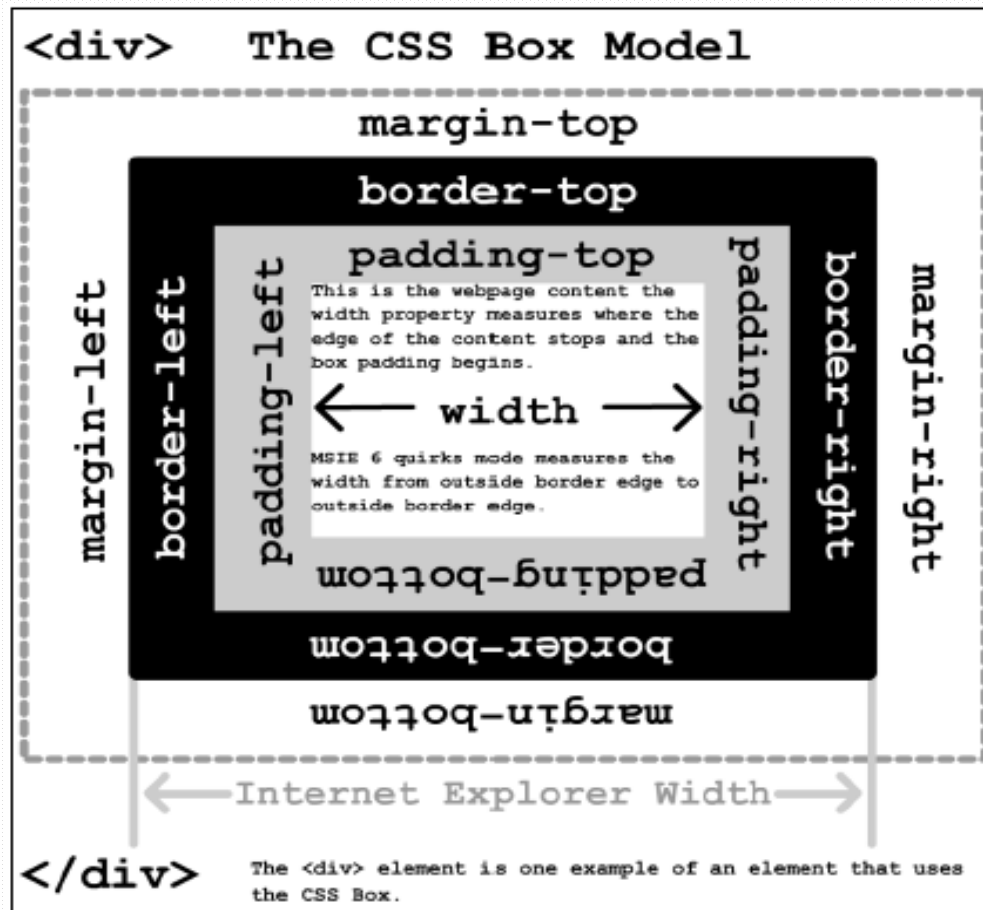 <div> The CSS Box Model
margin-top
border-top
padding-top
margin-left
border-left
padding-left
This is the webpage content the
width property measures where the
edge of the content stops and the
box padding begins.
width
MSIE 6 quirks mode measures the
width from outside border edge to
outside border edge.
padding-right
border-right
margin-right
padding-bottom
border-bottom
margin-bottom
Internet Explorer Width
</div> The <div> element is one example of an element that uses
the CSS Box.